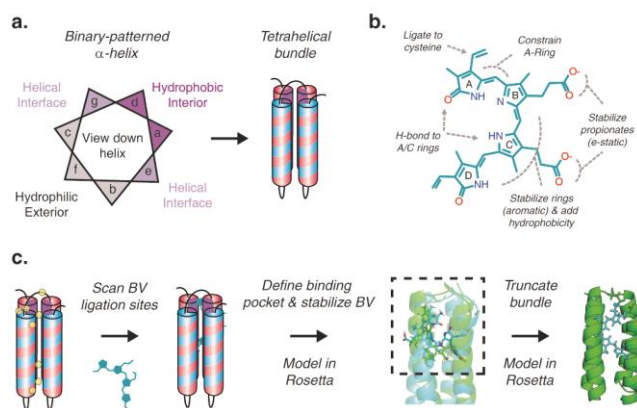 a.
Binary-patterned
α-helix
Tetrahelical
bundle
Helical
Interface
Hydrophobic
Interior
g
d
c
a
View down
helix
f
e
b
Hydrophilic
Exterior
Helical
Interface
b.
Ligate to
cysteine
Constrain
A-Ring
A
B
O
NH
N
O-
O
H-bond to
A/C rings
Stabilize
propionates
(e-static)
HN
C
O-
O
D
NH
O
Stabilize rings
(aromatic) & add
hydrophobicity
c.
Scan BV
ligation sites
Define binding
pocket & stabilize BV
Model in
Rosetta
Truncate
bundle
Model in
Rosetta